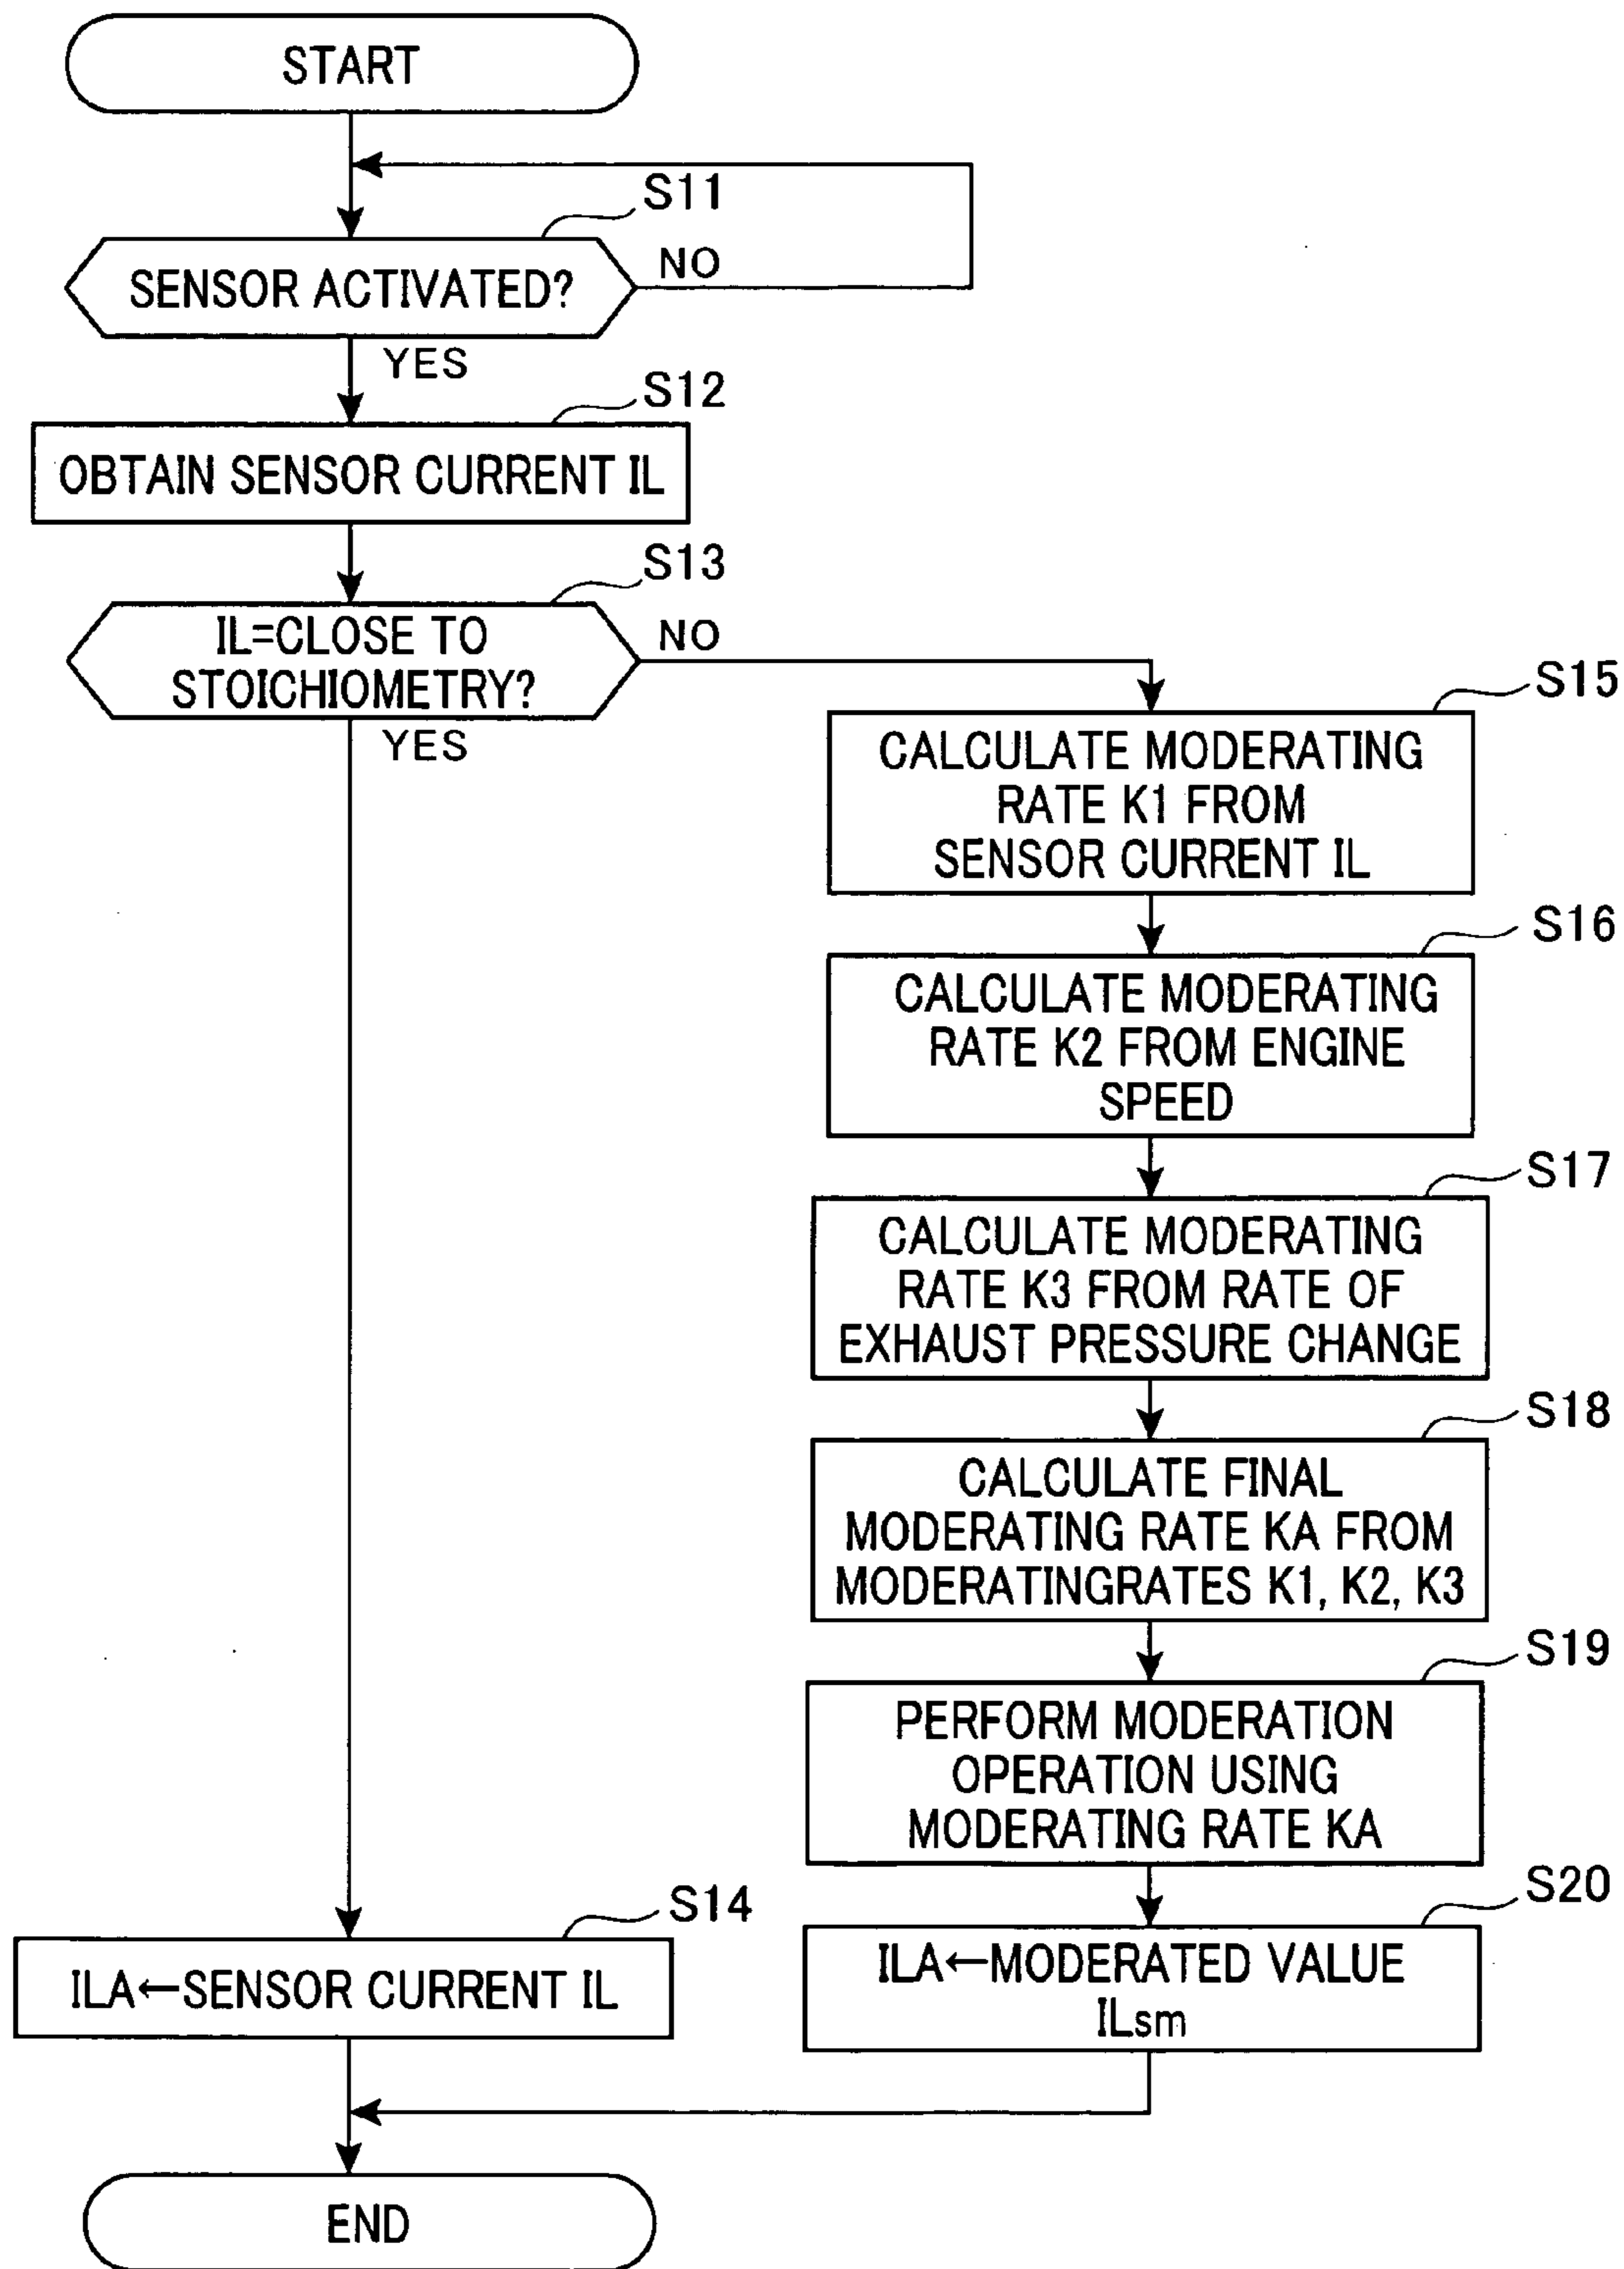 START
S11
SENSOR ACTIVATED?
NO
YES
S12
OBTAIN SENSOR CURRENT IL
S13
IL=CLOSE TO
STOICHIOMETRY?
NO
YES
S15
CALCULATE MODERATING
RATE K1 FROM
SENSOR CURRENT IL
S16
CALCULATE MODERATING
RATE K2 FROM ENGINE
SPEED
S17
CALCULATE MODERATING
RATE K3 FROM RATE OF
EXHAUST PRESSURE CHANGE
S18
CALCULATE FINAL
MODERATING RATE KA FROM
MODERATINGRATES K1, K2, K3
S19
PERFORM MODERATION
OPERATION USING
MODERATING RATE KA
S14
ILA←SENSOR CURRENT IL
S20
ILA←MODERATED VALUE
ILsm
END